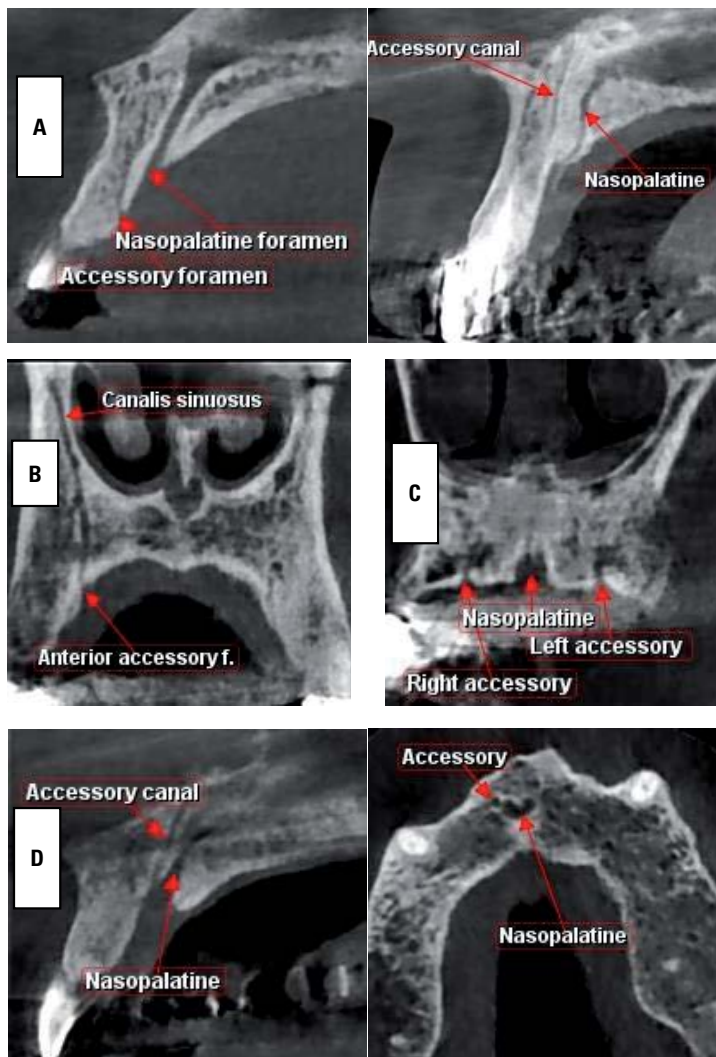 A
Accessory canal
Nasopalatine
Nasopalatine foramen
Accessory foramen
B
Canalis sinuosus
Anterior accessory f.
C
Nasopalatine
Left accessory
Right accessory
D
Accessory canal
Nasopalatine
Accessory
Nasopalatine